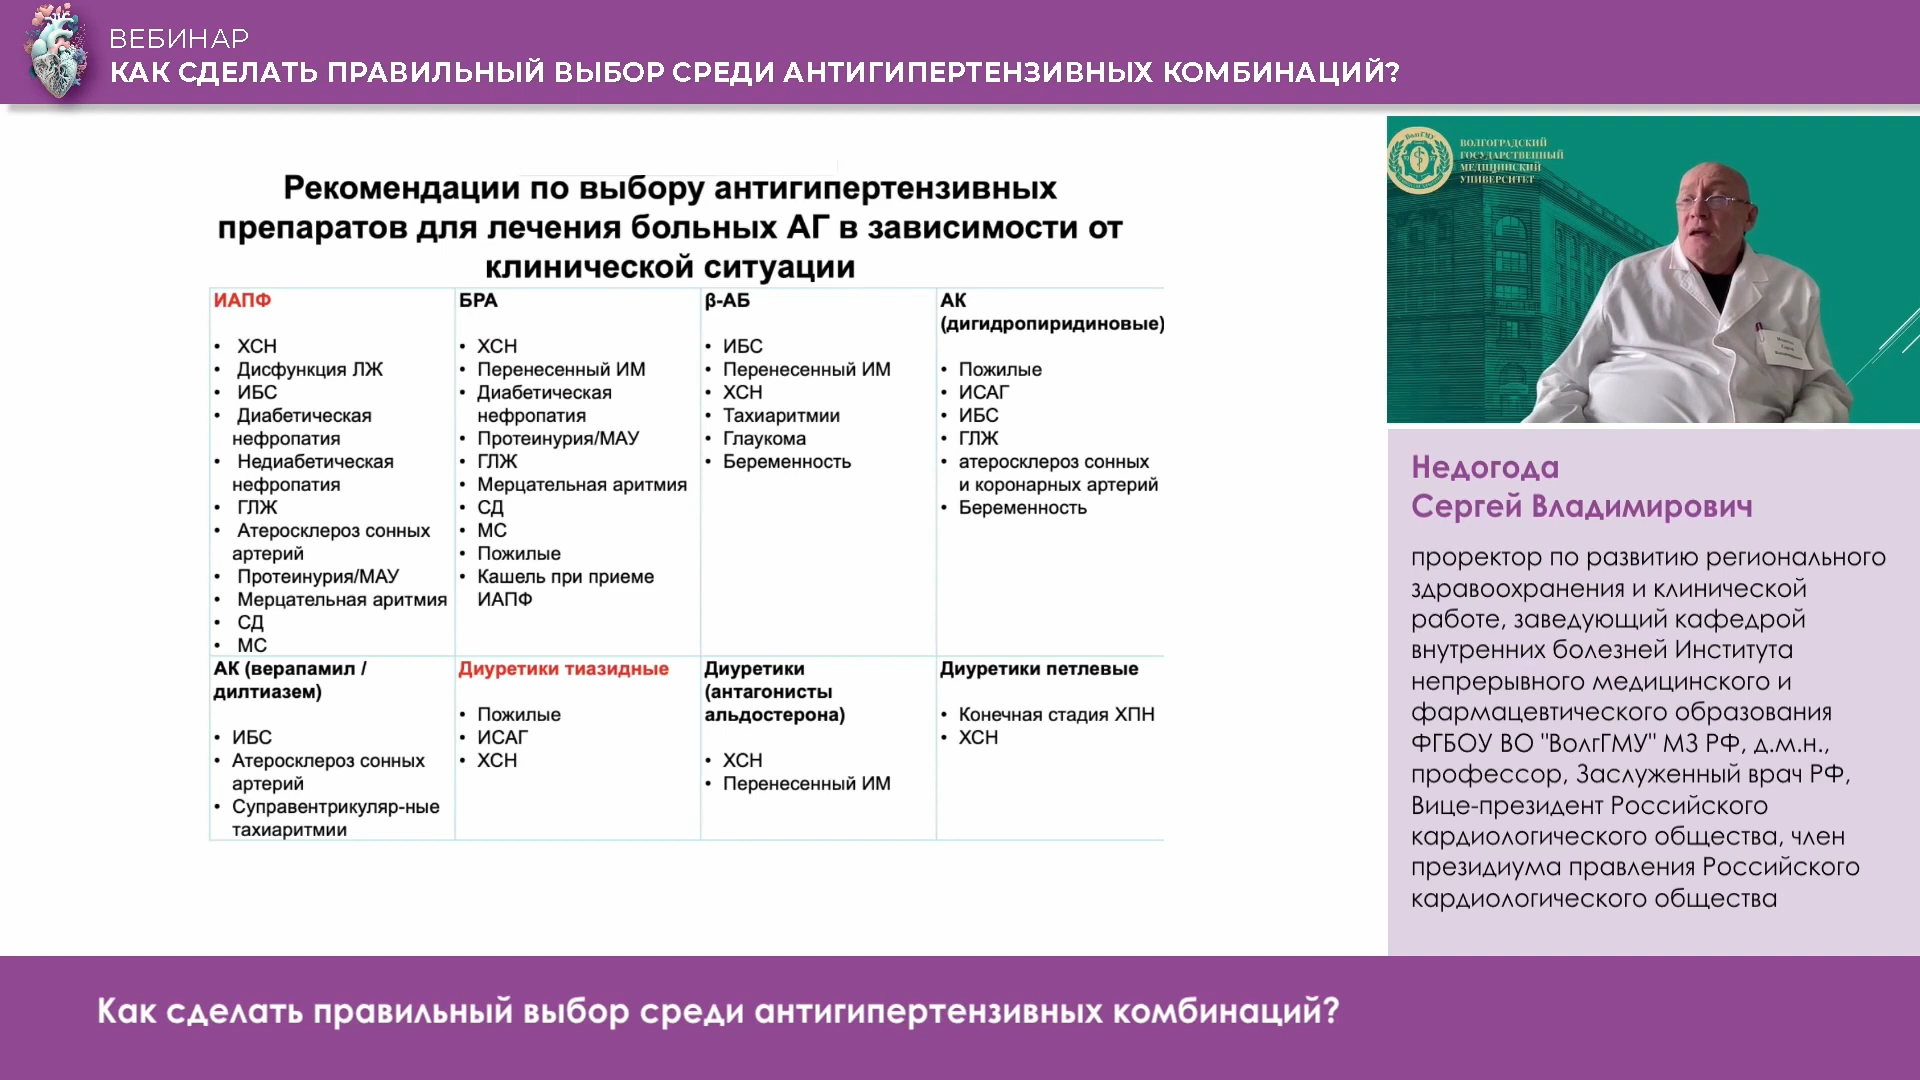 ВЕБИНАР
КАК СДЕЛАТЬ ПРАВИЛЬНЫЙ ВЫБОР СРЕДИ АНТИГИПЕРТЕНЗИВНЫХ КОМБИНАЦИЙ?
Рекомендации по выбору антигипертензивных
препаратов для лечения больных АГ в зависимости от
клинической ситуации
ИАПФ
• ХСН
• Дисфункция ЛЖ
• ИБС
• Диабетическая
нефропатия
• Недиабетическая
нефропатия
• ГЛЖ
• Атеросклероз сонных
артерий
• Протеинурия/МАУ
• Мерцательная аритмия
• СД
• МС
БРА
• ХСН
• Перенесенный ИМ
• Диабетическая
нефропатия
• Протеинурия/МАУ
• ГЛЖ
• Мерцательная аритмия
• СД
• МС
• Пожилые
• Кашель при приеме
ИАПФ
β-АБ
• ИБС
• Перенесенный ИМ
• ХСН
• Тахиаритмии
• Глаукома
• Беременность
АК
(дигидропиридиновые)
• Пожилые
• ИСАГ
• ИБС
• ГЛЖ
• атеросклероз сонных
и коронарных артерий
• Беременность
АК (верапамил /
дилтиазем)
• ИБС
• Атеросклероз сонных
артерий
• Суправентрикуляр-ные
тахиаритмии
Диуретики тиазидные
• Пожилые
• ИСАГ
• ХСН
Диуретики
(антагонисты
альдостерона)
• ХСН
• Перенесенный ИМ
Диуретики петлевые
• Конечная стадия ХПН
• ХСН
ВОЛГОГРАДСКИЙ
ГОСУДАРСТВЕННЫЙ
МЕДИЦИНСКИЙ
УНИВЕРСИТЕТ
Недогода
Сергей Владимирович
проректор по развитию регионального
здравоохранения и клинической
работе, заведующий кафедрой
внутренних болезней Института
непрерывного медицинского и
фармацевтического образования
ФГБОУ ВО "ВолгГМУ" МЗ РФ, д.м.н.,
профессор, Заслуженный врач РФ,
Вице-президент Российского
кардиологического общества, член
президиума правления Российского
кардиологического общества
Как сделать правильный выбор среди антигипертензивных комбинаций?